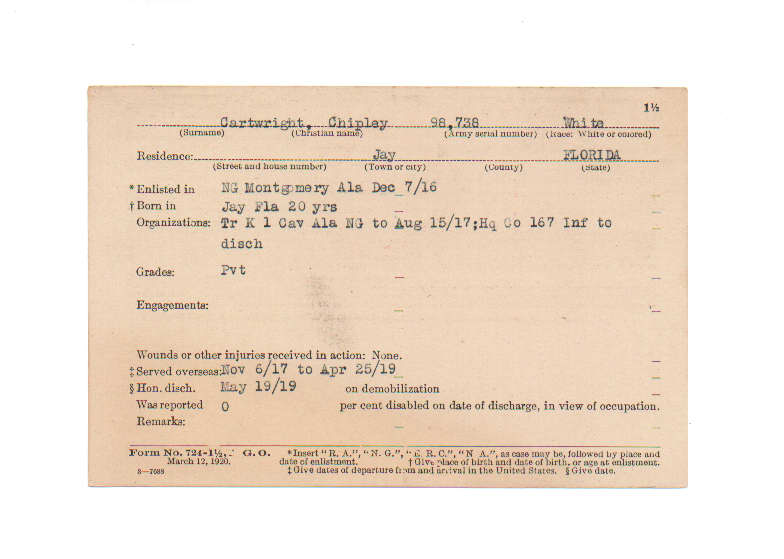 1½
Cartwright, Chipley 98,738 White
(Surname) (Christian name) (Army serial number) (Race: White or colored)
Residence: Jay FLORIDA
(Street and house number) (Town or city) (County) (State)
* Enlisted in NG Montgomery Ala Dec 7/16
† Born in Jay Fla 20 yrs
Organizations: Tr K 1 Cav Ala NG to Aug 15/17;Hq Co 167 Inf to
disch
Grades: Pvt
Engagements:
Wounds or other injuries received in action: None.
‡ Served overseas: Nov 6/17 to Apr 25/19
§ Hon. disch. May 19/19 on demobilization
Was reported 0 per cent disabled on date of discharge, in view of occupation.
Remarks:
Form No. 724-1½, A. G. O. *Insert "R. A.", "N. G.", "E. R. C.", "N. A.", as case may be, followed by place and
March 12, 1920. date of enlistment. † Give place of birth and date of birth, or age at enlistment.
3—7688 ‡ Give dates of departure from and arrival in the United States. § Give date.